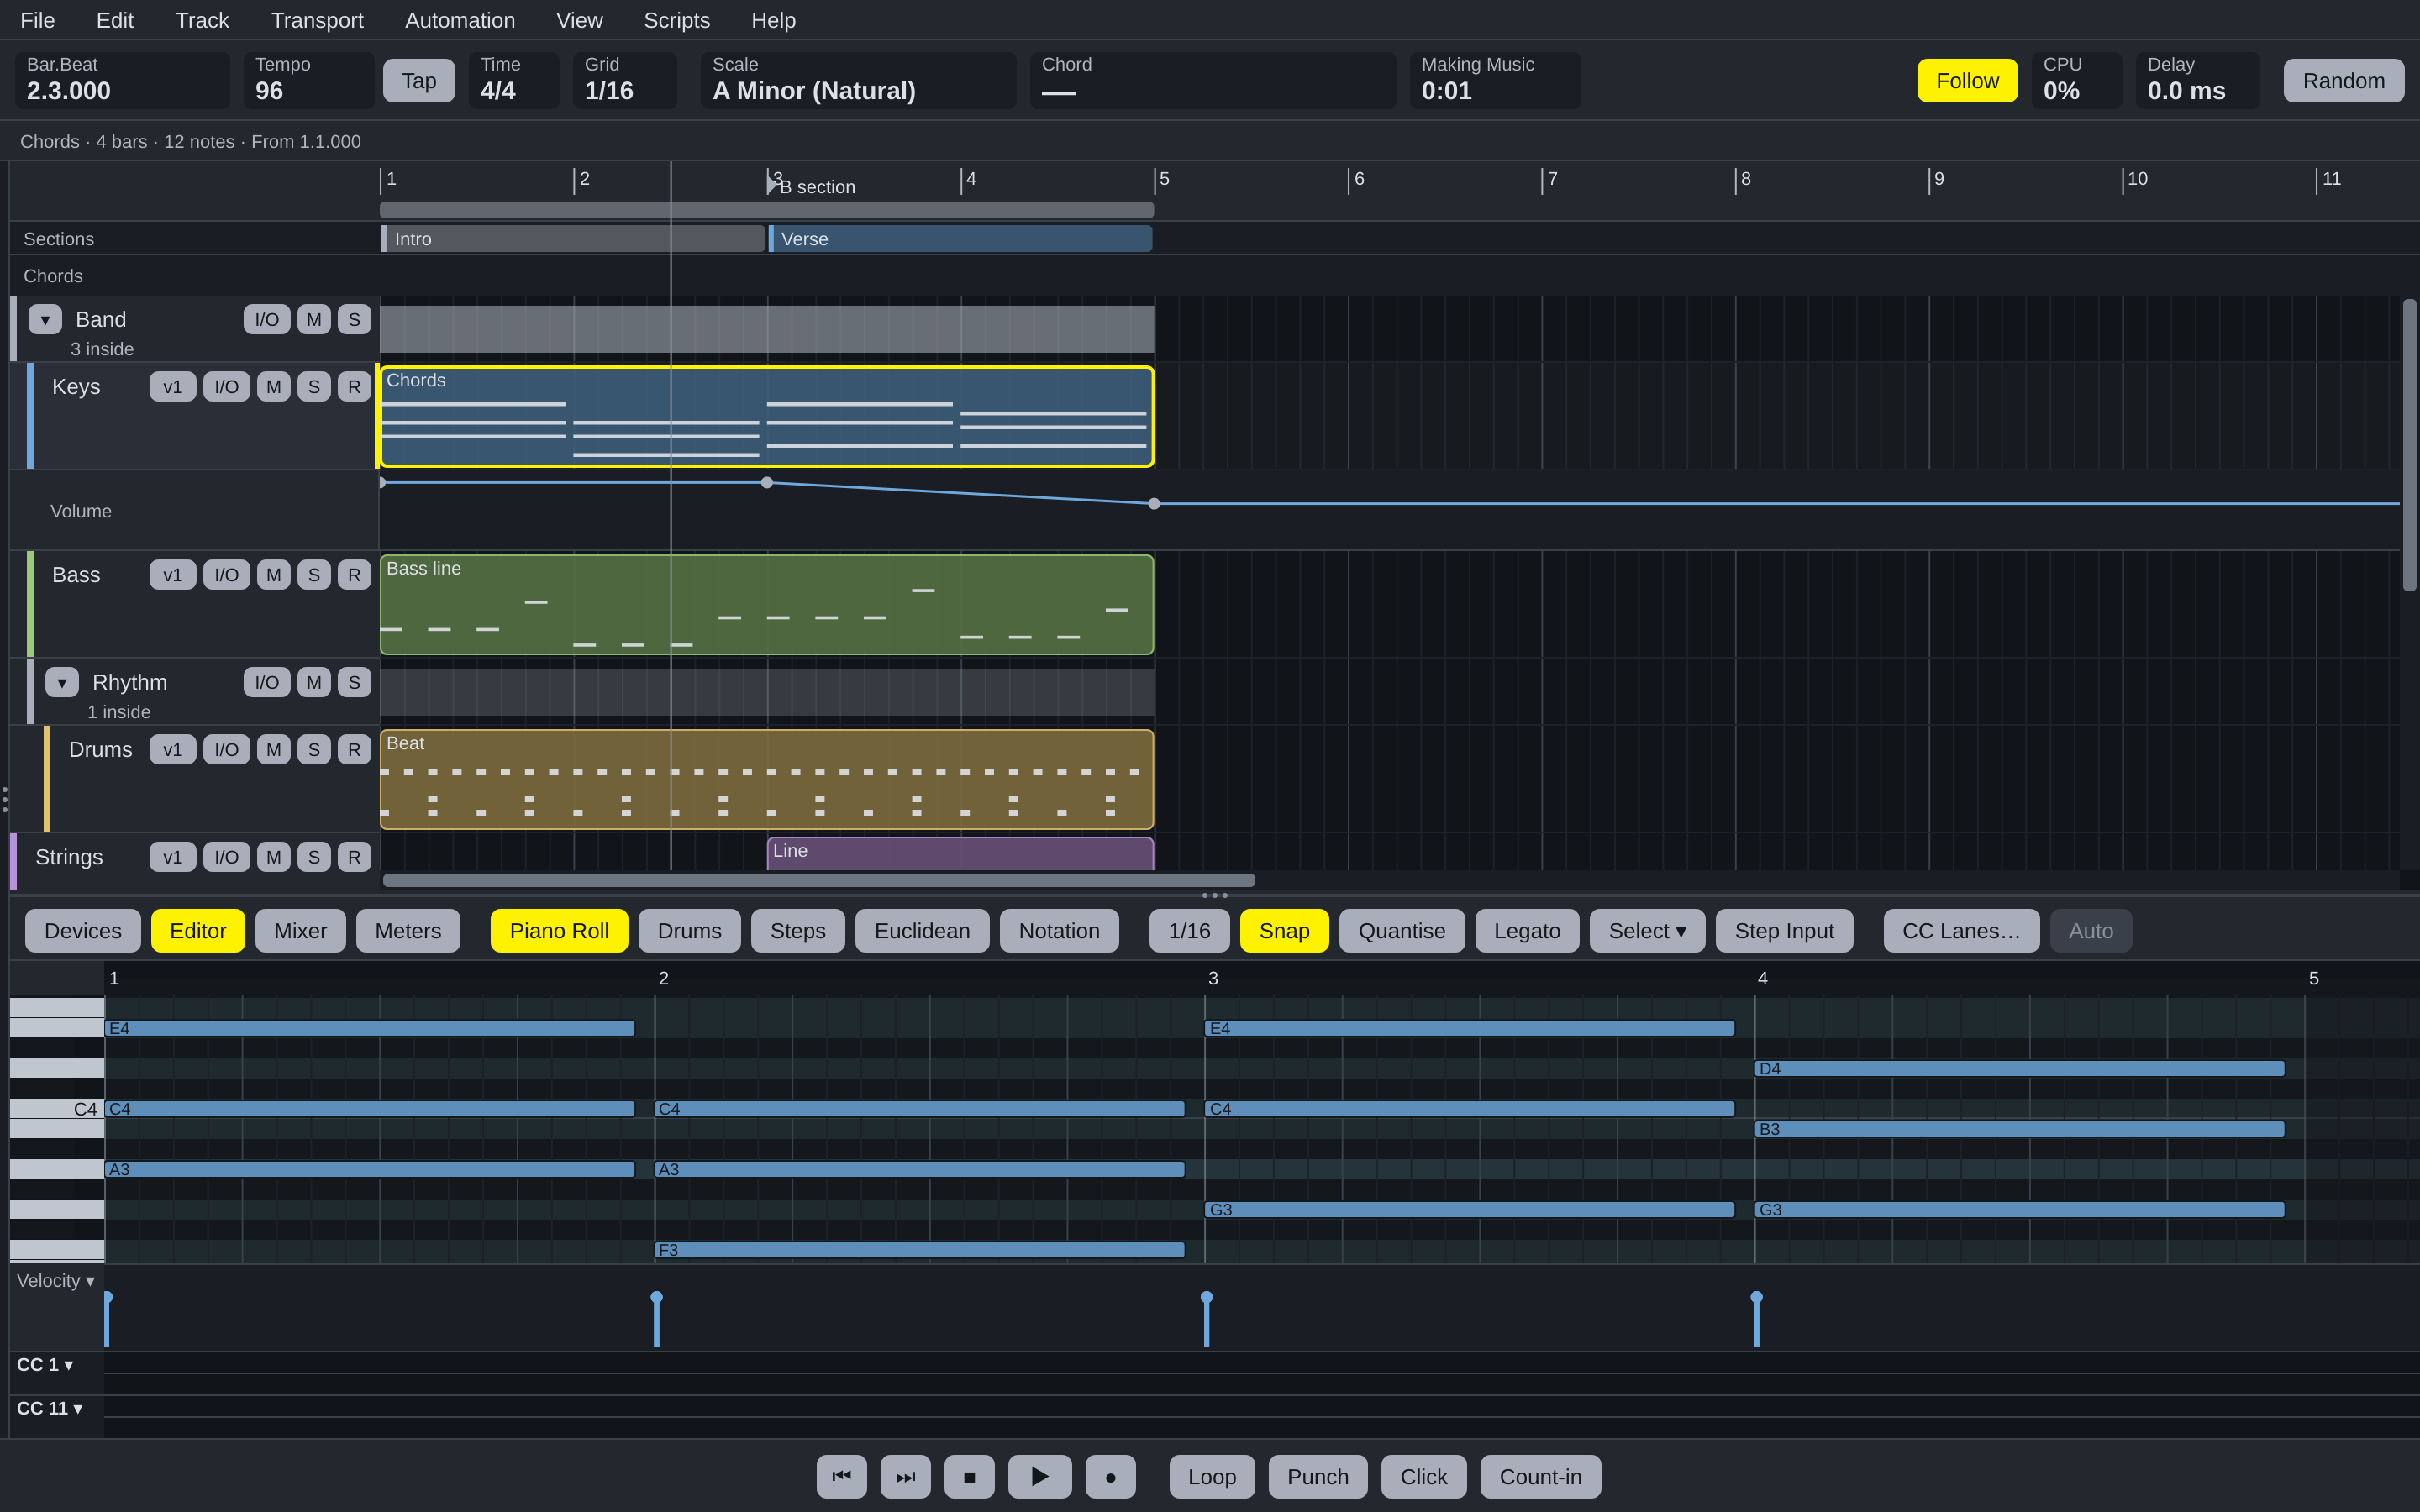 File Edit Track Transport Automation View Scripts Help
Bar.Beat Tempo Time Grid Scale Chord Making Music CPU Delay
2.3.000 96 Tap 4/4 1/16 A Minor (Natural) — 0:01 Follow 0% 0.0 ms Random
Chords · 4 bars · 12 notes · From 1.1.000
1 2 3 4 5 6 7 8 9 10 11
B section
Sections Intro Verse
Chords
▾ Band I/O M S
3 inside
Keys v1 I/O M S R Chords
Volume
Bass v1 I/O M S R Bass line
▾ Rhythm I/O M S
1 inside
Drums v1 I/O M S R Beat
Strings v1 I/O M S R Line
Devices Editor Mixer Meters Piano Roll Drums Steps Euclidean Notation 1/16 Snap Quantise Legato Select ▾ Step Input CC Lanes… Auto
1 2 3 4 5
E4 E4
D4
C4 C4 C4 C4
B3
A3 A3
G3 G3
F3
Velocity ▾
CC 1 ▾
CC 11 ▾
Loop Punch Click Count-in